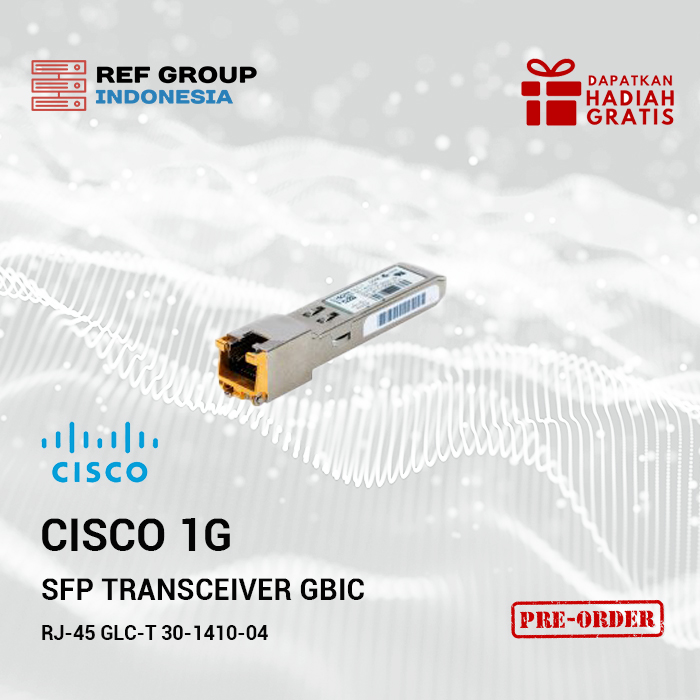 REF GROUP
INDONESIA
DAPATKAN
HADIAH
GRATIS
CISCO
CISCO 1G
SFP TRANSCEIVER GBIC
RJ-45 GLC-T 30-1410-04
PRE-ORDER